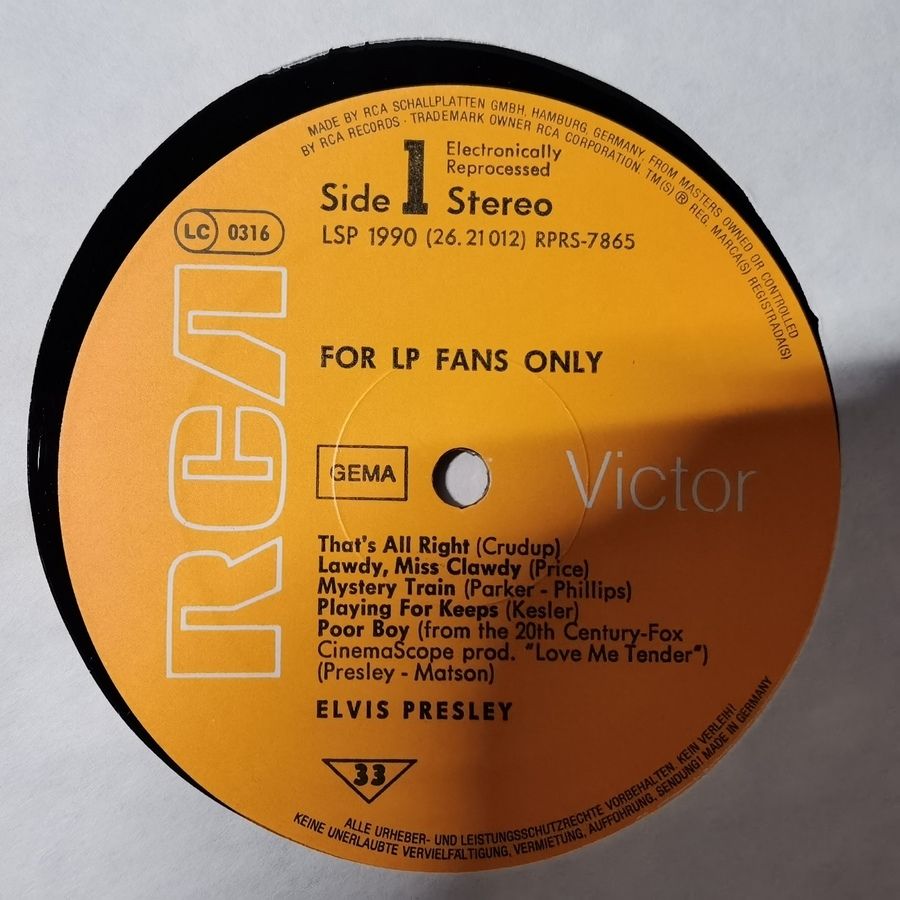 MADE BY RCA SCHALLPLATTEN GMBH, HAMBURG, GERMANY, FROM MASTERS OWNED OR CONTROLLED
BY RCA RECORDS · TRADEMARK OWNER RCA CORPORATION. TM(S) ® REG. MARCA(S) REGISTRADA(S)
Side 1 Electronically
Reprocessed
Stereo
LC 0316
LSP 1990 (26.21012) RPRS-7865
RCA
FOR LP FANS ONLY
GEMA
Victor
That's All Right (Crudup)
Lawdy, Miss Clawdy (Price)
Mystery Train (Parker - Phillips)
Playing For Keeps (Kesler)
Poor Boy (from the 20th Century-Fox
CinemaScope prod. "Love Me Tender")
(Presley - Matson)
ELVIS PRESLEY
33
ALLE URHEBER- UND LEISTUNGSSCHUTZRECHTE VORBEHALTEN. KEIN VERLEIH!
KEINE UNERLAUBTE VERVIELFÄLTIGUNG, VERMIETUNG, AUFFÜHRUNG, SENDUNG! MADE IN GERMANY